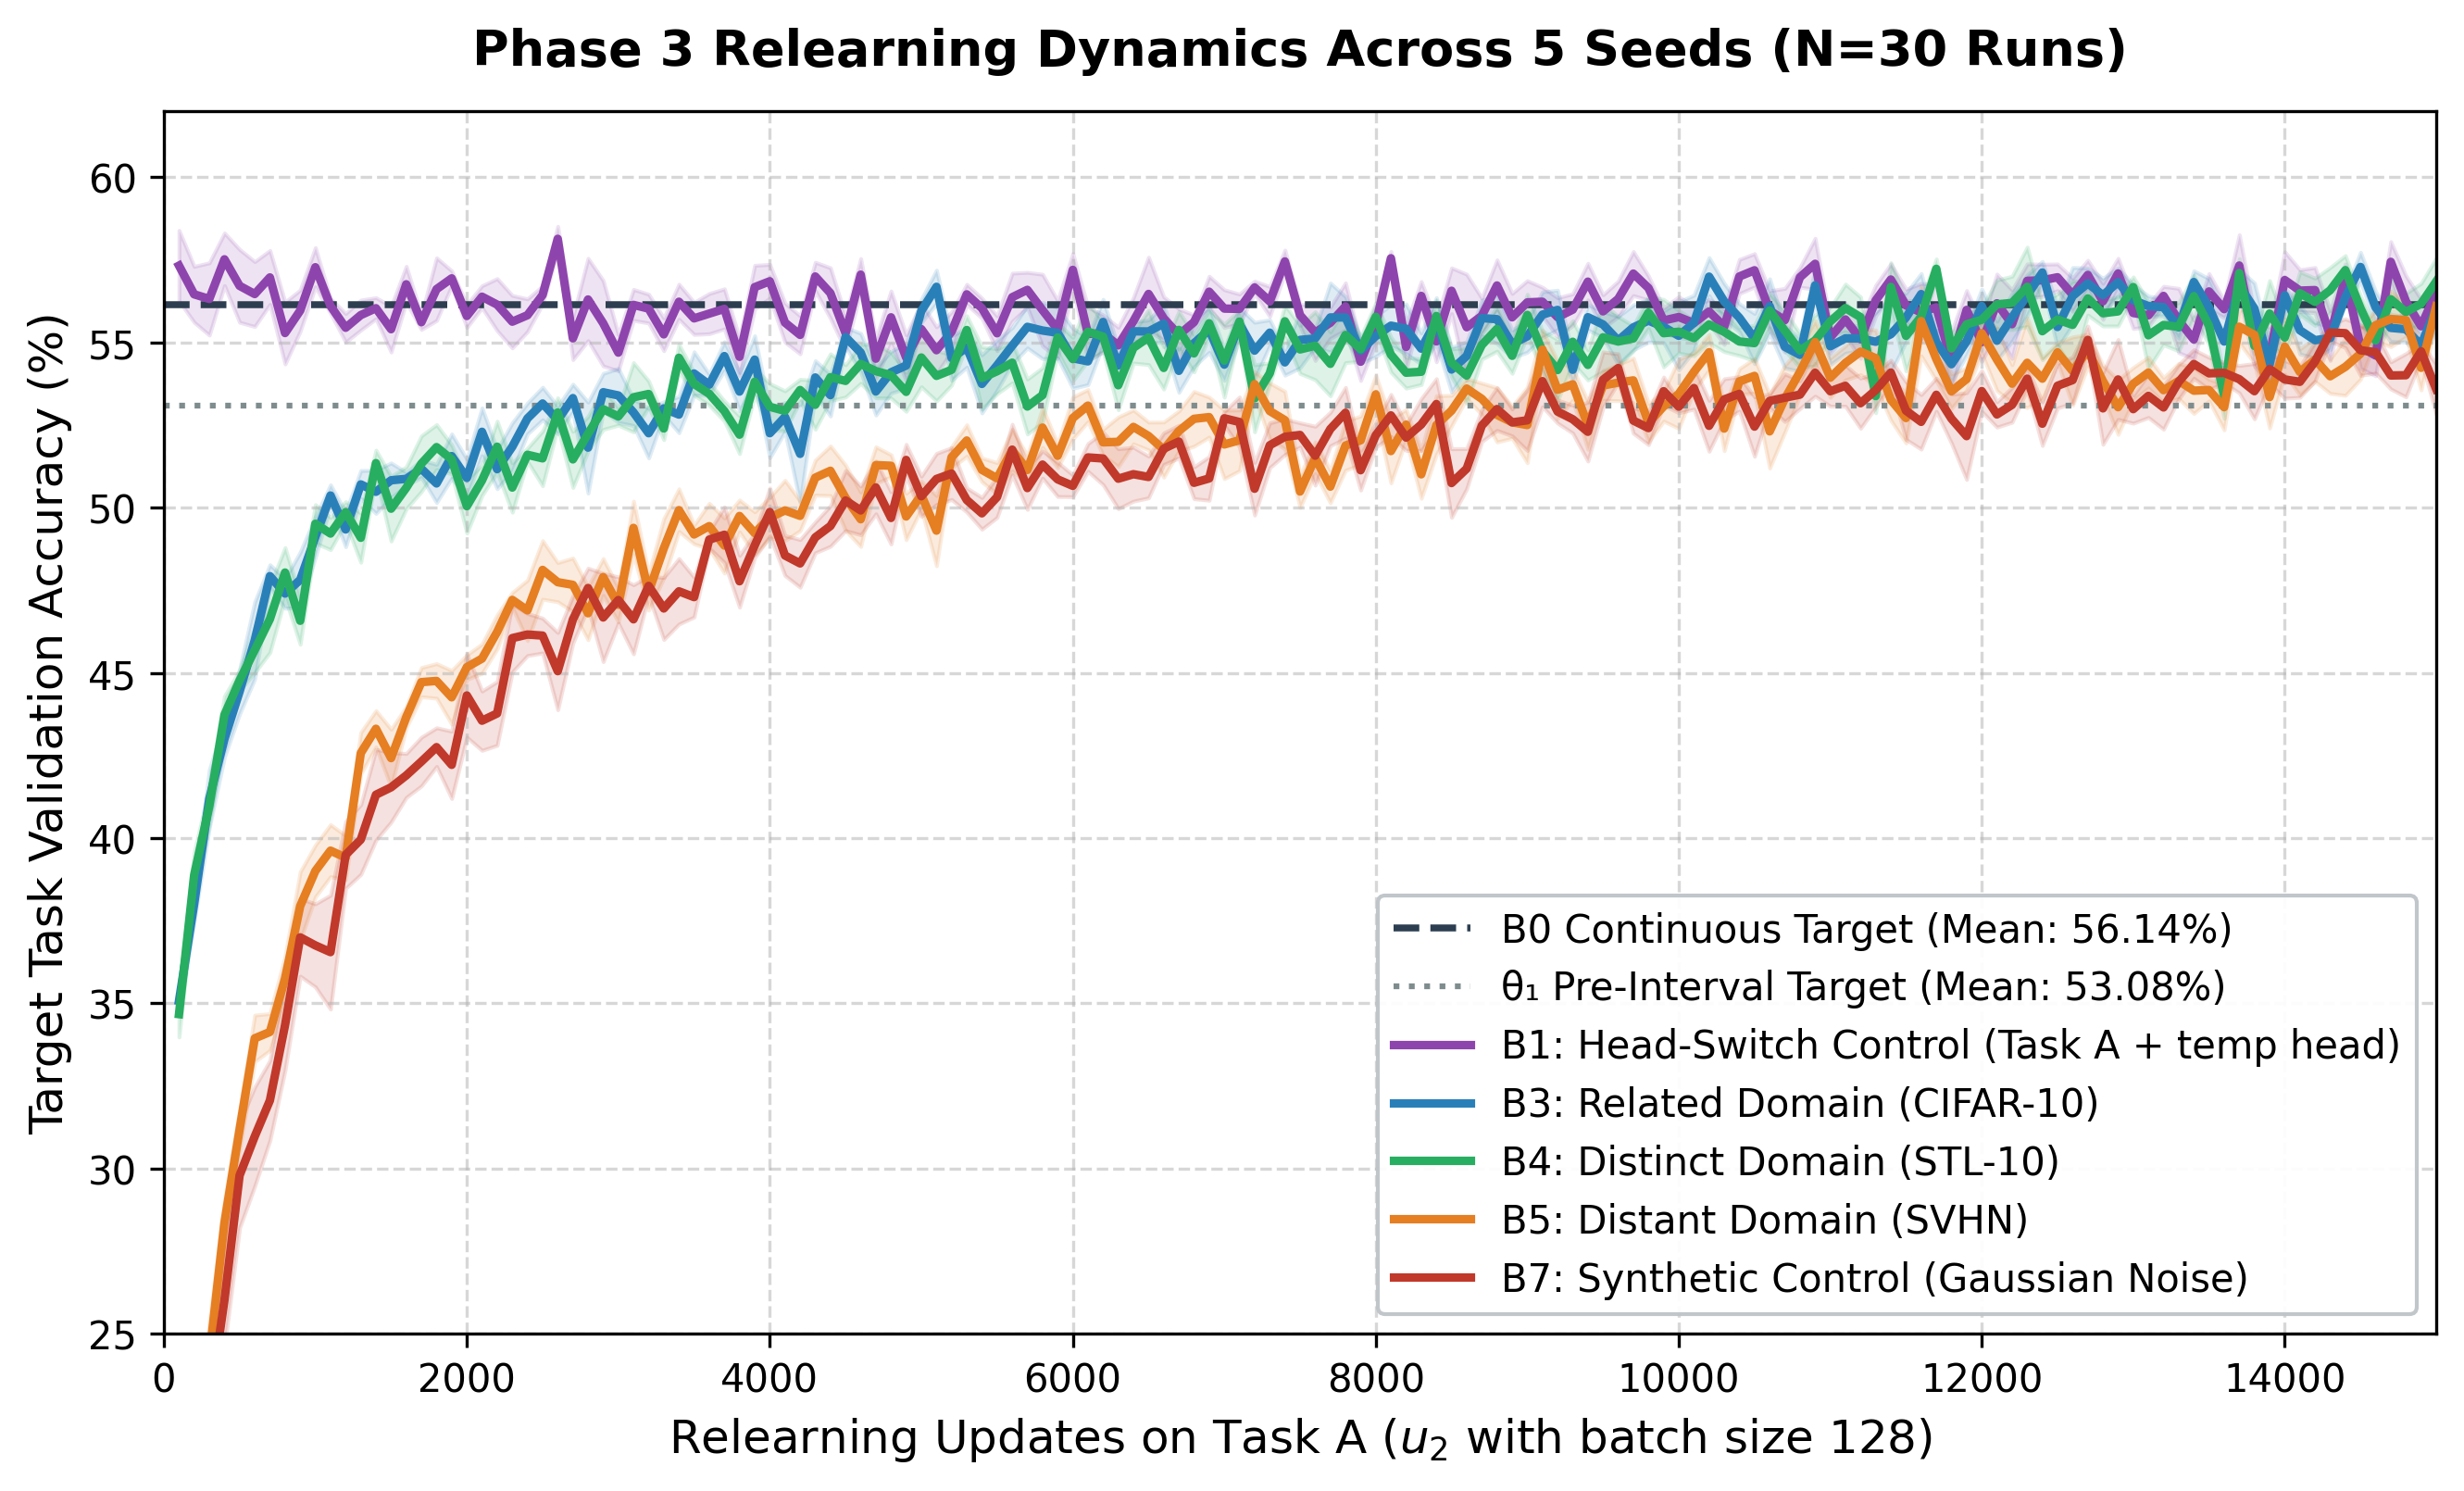 Phase 3 Relearning Dynamics Across 5 Seeds (N=30 Runs)
Target Task Validation Accuracy (%)
60
55
50
45
40
35
30
25
0
2000
4000
6000
8000
10000
12000
14000
Relearning Updates on Task A (u₂ with batch size 128)
B0 Continuous Target (Mean: 56.14%)
θ₁ Pre-Interval Target (Mean: 53.08%)
B1: Head-Switch Control (Task A + temp head)
B3: Related Domain (CIFAR-10)
B4: Distinct Domain (STL-10)
B5: Distant Domain (SVHN)
B7: Synthetic Control (Gaussian Noise)